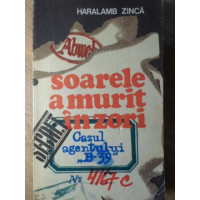 HARALAMB ZINCĂ
Abwehr
soarele
a murit
în zori
SECRET
Cazul
agentului
„B-39"
Nr 4167 C